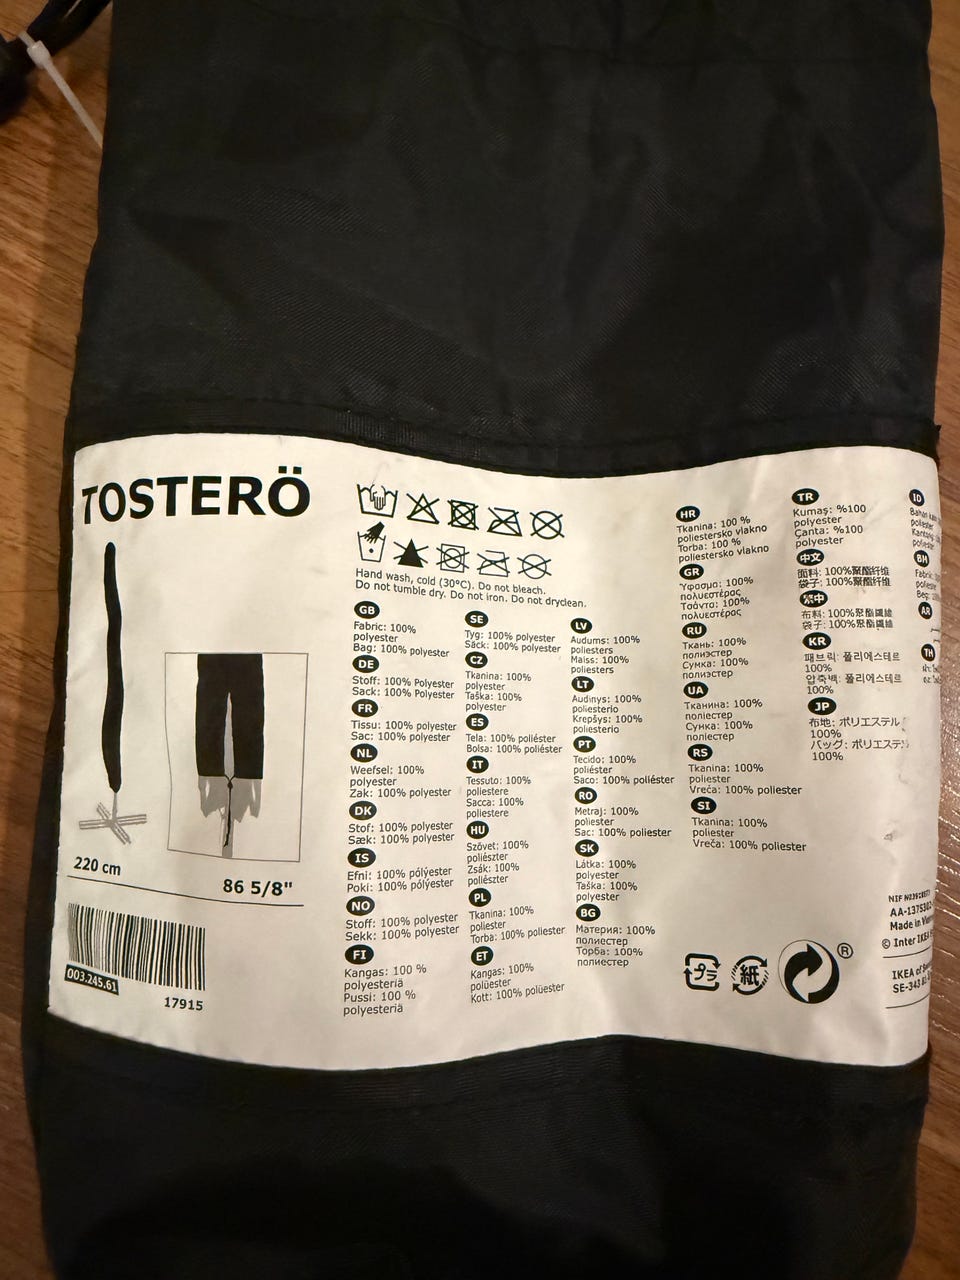 TOSTERÖ
220 cm
86 5/8"
003.245.61
17915
Hand wash, cold (30°C). Do not bleach.
Do not tumble dry. Do not iron. Do not dryclean.
GB
Fabric: 100%
polyester
Bag: 100% polyester
DE
Stoff: 100% Polyester
Sack: 100% Polyester
FR
Tissu: 100% polyester
Sac: 100% polyester
NL
Weefsel: 100%
polyester
Zak: 100% polyester
DK
Stof: 100% polyester
Sæk: 100% polyester
IS
Efni: 100% pólýester
Poki: 100% pólýester
NO
Stoff: 100% polyester
Sekk: 100% polyester
FI
Kangas: 100 %
polyesteriä
Pussi: 100 %
polyesteriä
SE
Tyg: 100% polyester
Säck: 100% polyester
CZ
Tkanina: 100%
polyester
Taška: 100%
polyester
ES
Tela: 100% poliéster
Bolsa: 100% poliéster
IT
Tessuto: 100%
poliestere
Sacca: 100%
poliestere
HU
Szövet: 100%
poliészter
Zsák: 100%
poliészter
PL
Tkanina: 100%
poliester
Torba: 100% poliester
ET
Kangas: 100%
polüester
Kott: 100% polüester
LV
Audums: 100%
poliesters
Maiss: 100%
poliesters
LT
Audinys: 100%
poliesterio
Krepšys: 100%
poliesterio
PT
Tecido: 100%
poliéster
Saco: 100% poliéster
RO
Metraj: 100%
poliester
Sac: 100% poliester
SK
Látka: 100%
polyester
Taška: 100%
polyester
BG
Материя: 100%
полиестер
Торба: 100%
полиестер
HR
Tkanina: 100 %
poliestersko vlakno
Torba: 100 %
poliestersko vlakno
GR
Ύφασμα: 100%
πολυεστέρας
Τσάντα: 100%
πολυεστέρας
RU
Ткань: 100%
полиэстер
Сумка: 100%
полиэстер
UA
Тканина: 100%
поліестер
Сумка: 100%
поліестер
RS
Tkanina: 100%
poliester
Vreća: 100% poliester
SI
Tkanina: 100%
poliester
Vreča: 100% poliester
TR
Kumaş: %100
polyester
Çanta: %100
polyester
中文
面料: 100%聚酯纤维
袋子: 100%聚酯纤维
繁中
布料: 100%聚酯纖維
袋子: 100%聚酯纖維
KR
패브릭: 폴리에스테르
100%
압축백: 폴리에스테르
100%
JP
布地: ポリエステル
100%
バッグ: ポリエステ
100%
ID
BH
AR
TH
プラ
紙
®
AA-1375302
Made in
© Inter IKEA
IKEA of
SE-343